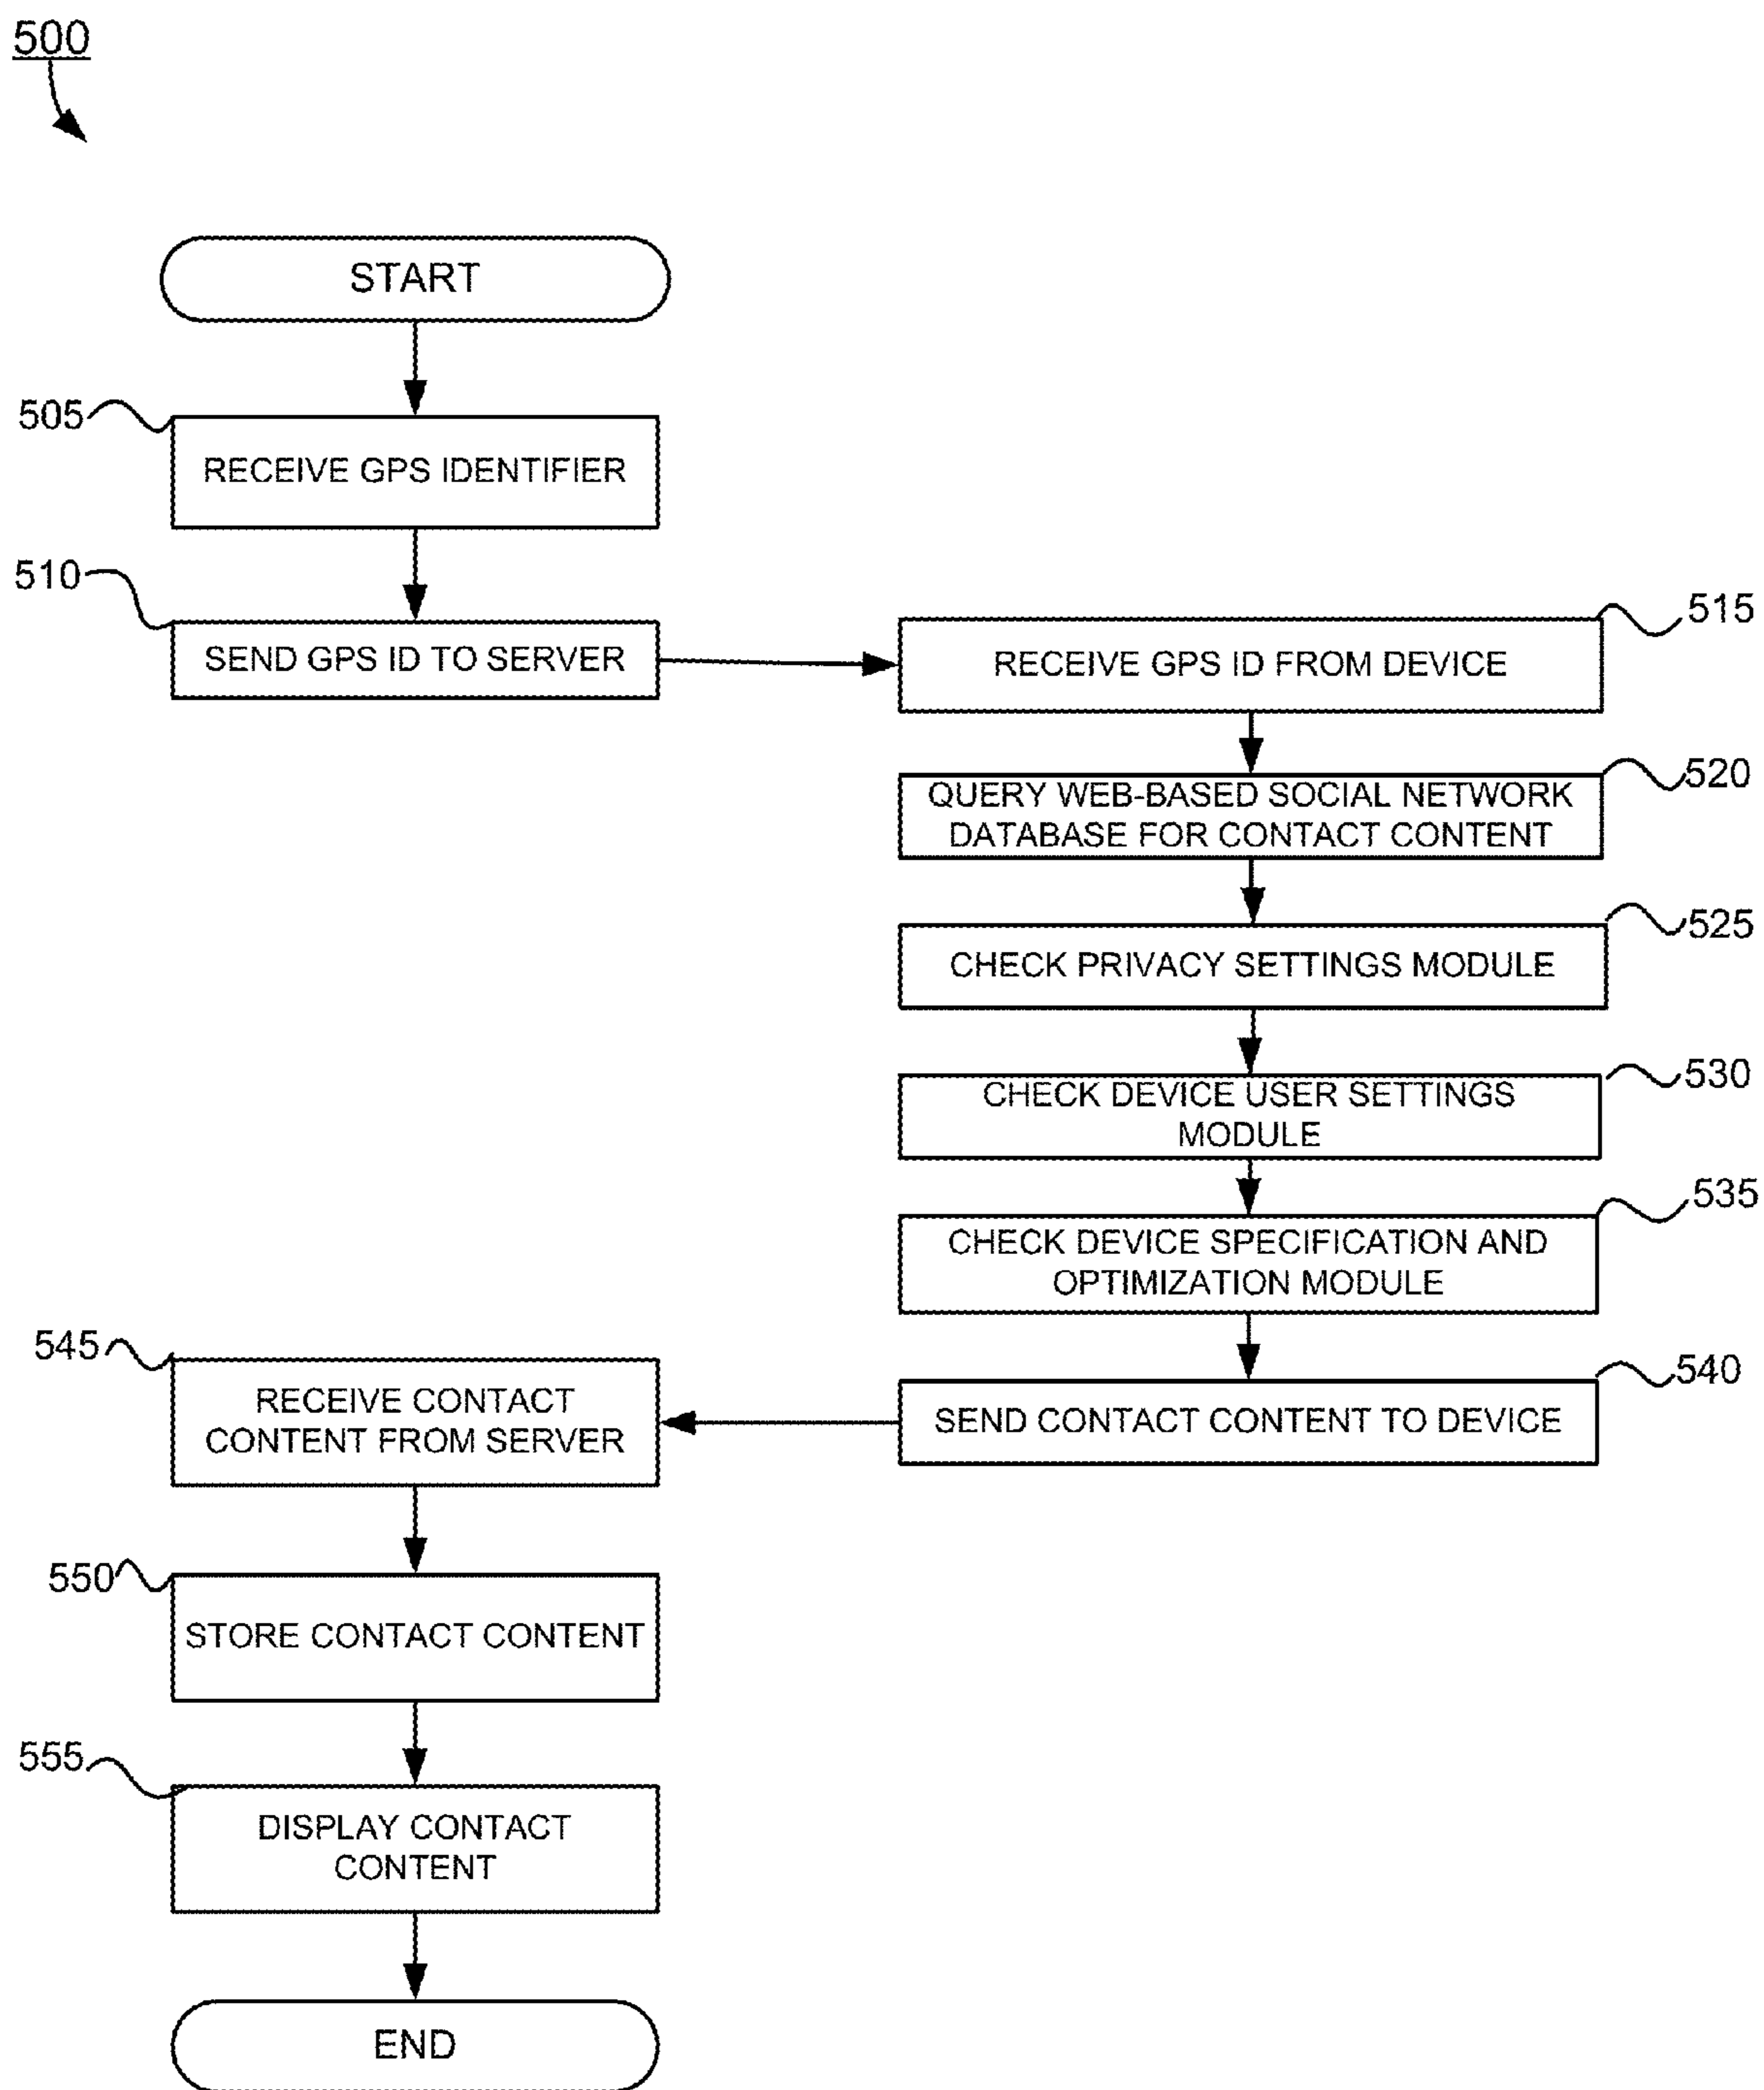 500
START
505
RECEIVE GPS IDENTIFIER
510
SEND GPS ID TO SERVER
515
RECEIVE GPS ID FROM DEVICE
520
QUERY WEB-BASED SOCIAL NETWORK
DATABASE FOR CONTACT CONTENT
525
CHECK PRIVACY SETTINGS MODULE
530
CHECK DEVICE USER SETTINGS
MODULE
535
CHECK DEVICE SPECIFICATION AND
OPTIMIZATION MODULE
540
SEND CONTACT CONTENT TO DEVICE
545
RECEIVE CONTACT
CONTENT FROM SERVER
550
STORE CONTACT CONTENT
555
DISPLAY CONTACT
CONTENT
END